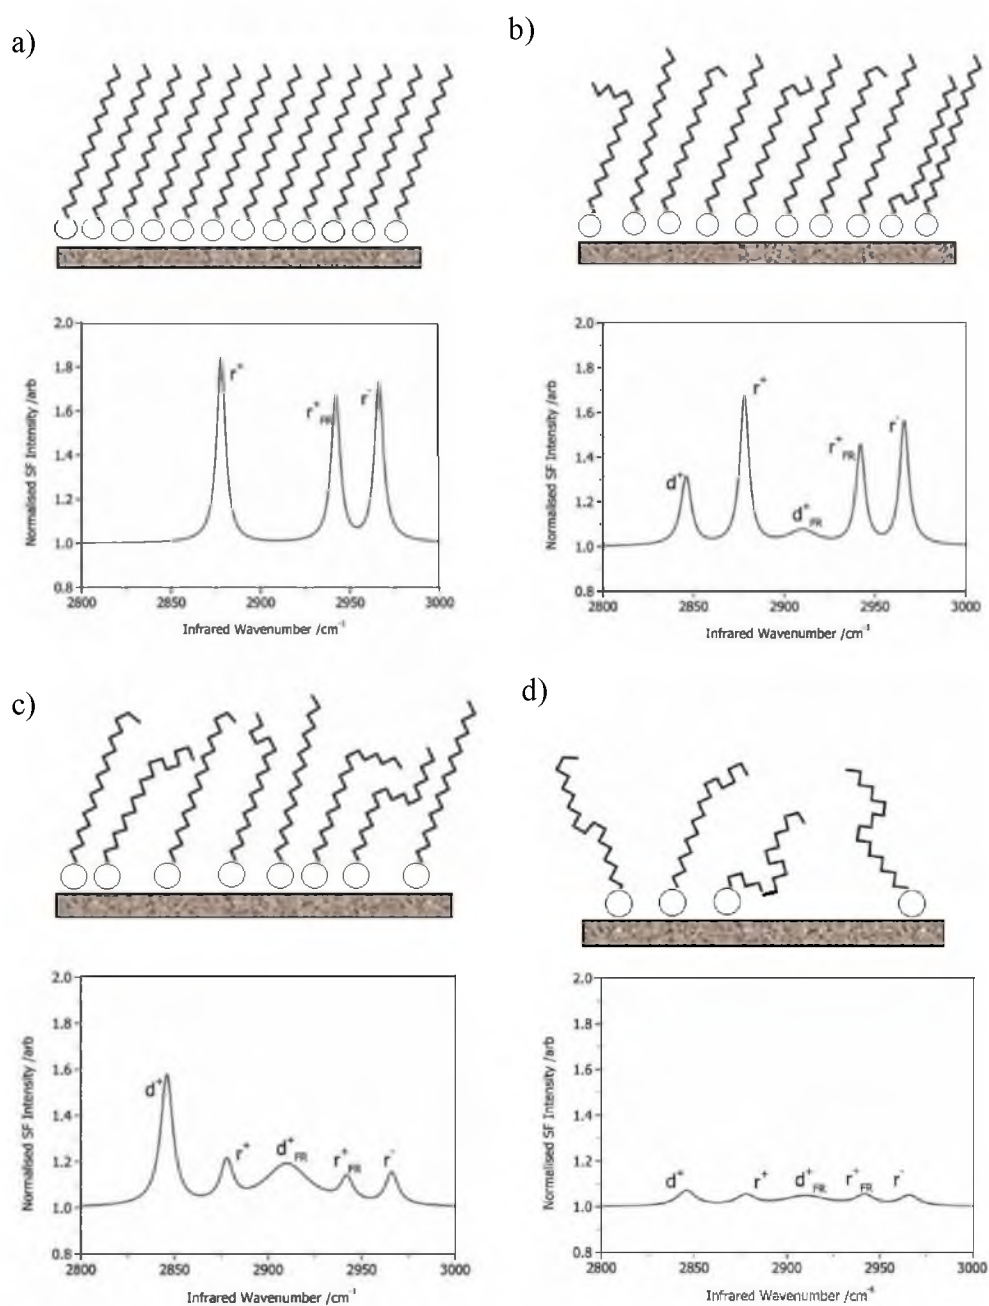 a)
b)
2.0
1.8
1.6
1.4
1.2
1.0
0.8
Normalised SF Intensity /arb
r⁺
r⁺FR
r⁻
2800
2850
2900
2950
3000
Infrared Wavenumber /cm⁻¹
2.0
1.8
1.6
1.4
1.2
1.0
0.8
Normalised SF Intensity /arb
d⁺
r⁺
d⁺FR
r⁺FR
r⁻
2800
2850
2900
2950
3000
Infrared Wavenumber /cm⁻¹
c)
d)
2.0
1.8
1.6
1.4
1.2
1.0
0.8
Normalised SF Intensity /arb
d⁺
r⁺
d⁺FR
r⁺FR
r⁻
2800
2850
2900
2950
3000
Infrared Wavenumber /cm⁻¹
2.0
1.8
1.6
1.4
1.2
1.0
0.8
Normalised SF Intensity /arb
d⁺
r⁺
d⁺FR
r⁺FR
r⁻
2800
2850
2900
2950
3000
Infrared Wavenumber /cm⁻¹